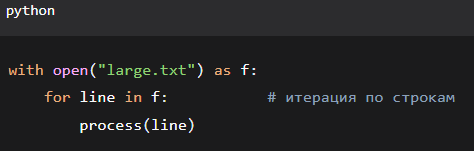 python
with open("large.txt") as f:
    for line in f:          # итерация по строкам
        process(line)